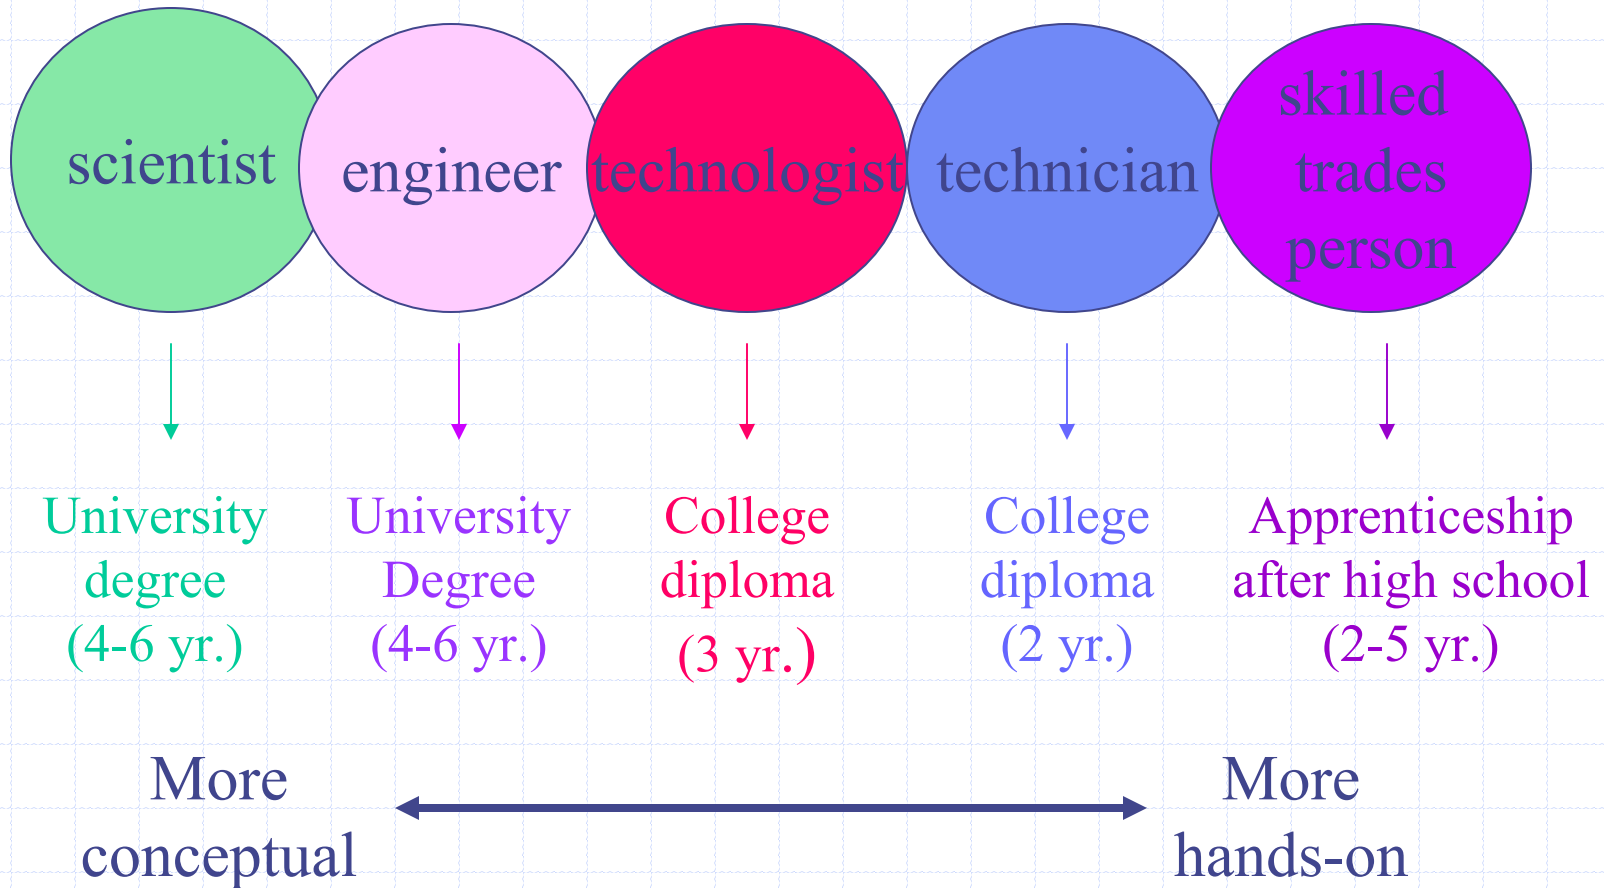 scientist
engineer
technologist
technician
skilled
trades
person
University
degree
(4-6 yr.)
University
Degree
(4-6 yr.)
College
diploma
(3 yr.)
College
diploma
(2 yr.)
Apprenticeship
after high school
(2-5 yr.)
More
conceptual
More
hands-on